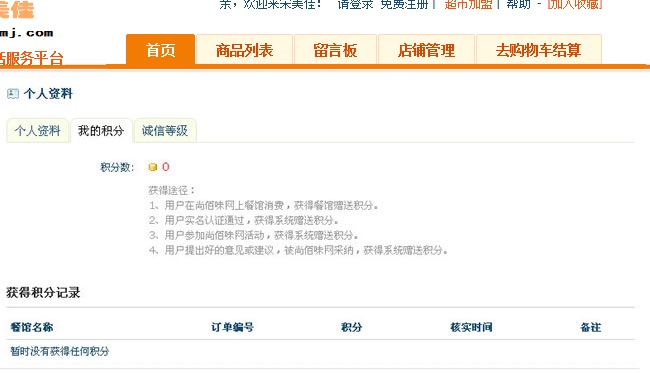 美佳
亲，欢迎来采美佳！ 请登录 免费注册| 超市加盟| 帮助 - [加入收藏]
mj.com
活服务平台
首页 商品列表 留言板 店铺管理 去购物车结算
个人资料
个人资料 我的积分 诚信等级
积分数： 0
获得途径：
1、用户在尚佰味网上餐馆消费，获得餐馆赠送积分。
2、用户实名认证通过，获得系统赠送积分。
3、用户参加尚佰味网活动，获得系统赠送积分。
4、用户提出好的意见或建议，被尚佰味网采纳，获得系统赠送积分。
获得积分记录
餐馆名称 订单编号 积分 核实时间 备注
暂时没有获得任何积分